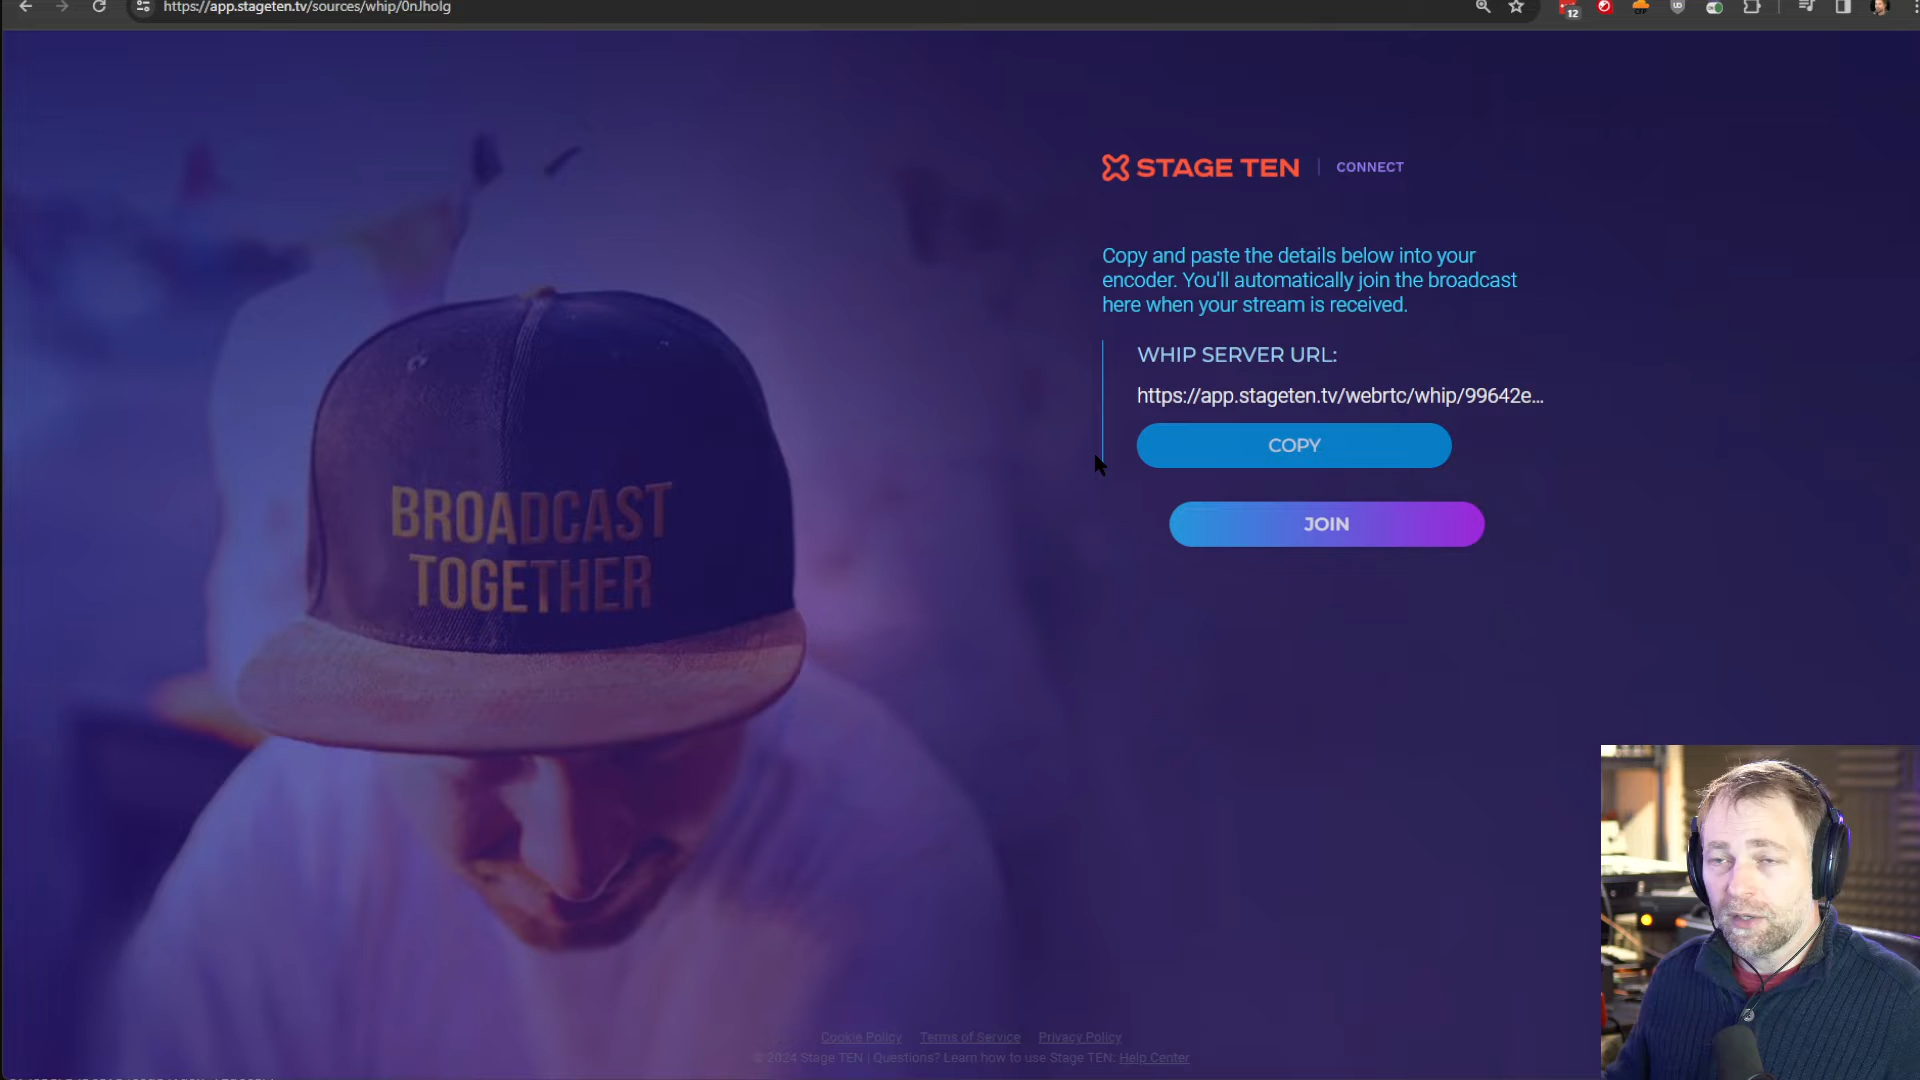 https://app.stageten.tv/sources/whip/0nJholg
12
STAGE TEN | CONNECT
Copy and paste the details below into your
encoder. You'll automatically join the broadcast
here when your stream is received.
WHIP SERVER URL:
https://app.stageten.tv/webrtc/whip/99642e...
COPY
JOIN
BROADCAST
TOGETHER
Cookie Policy Terms of Service Privacy Policy
© 2024 Stage TEN | Questions? Learn how to use Stage TEN: Help Center